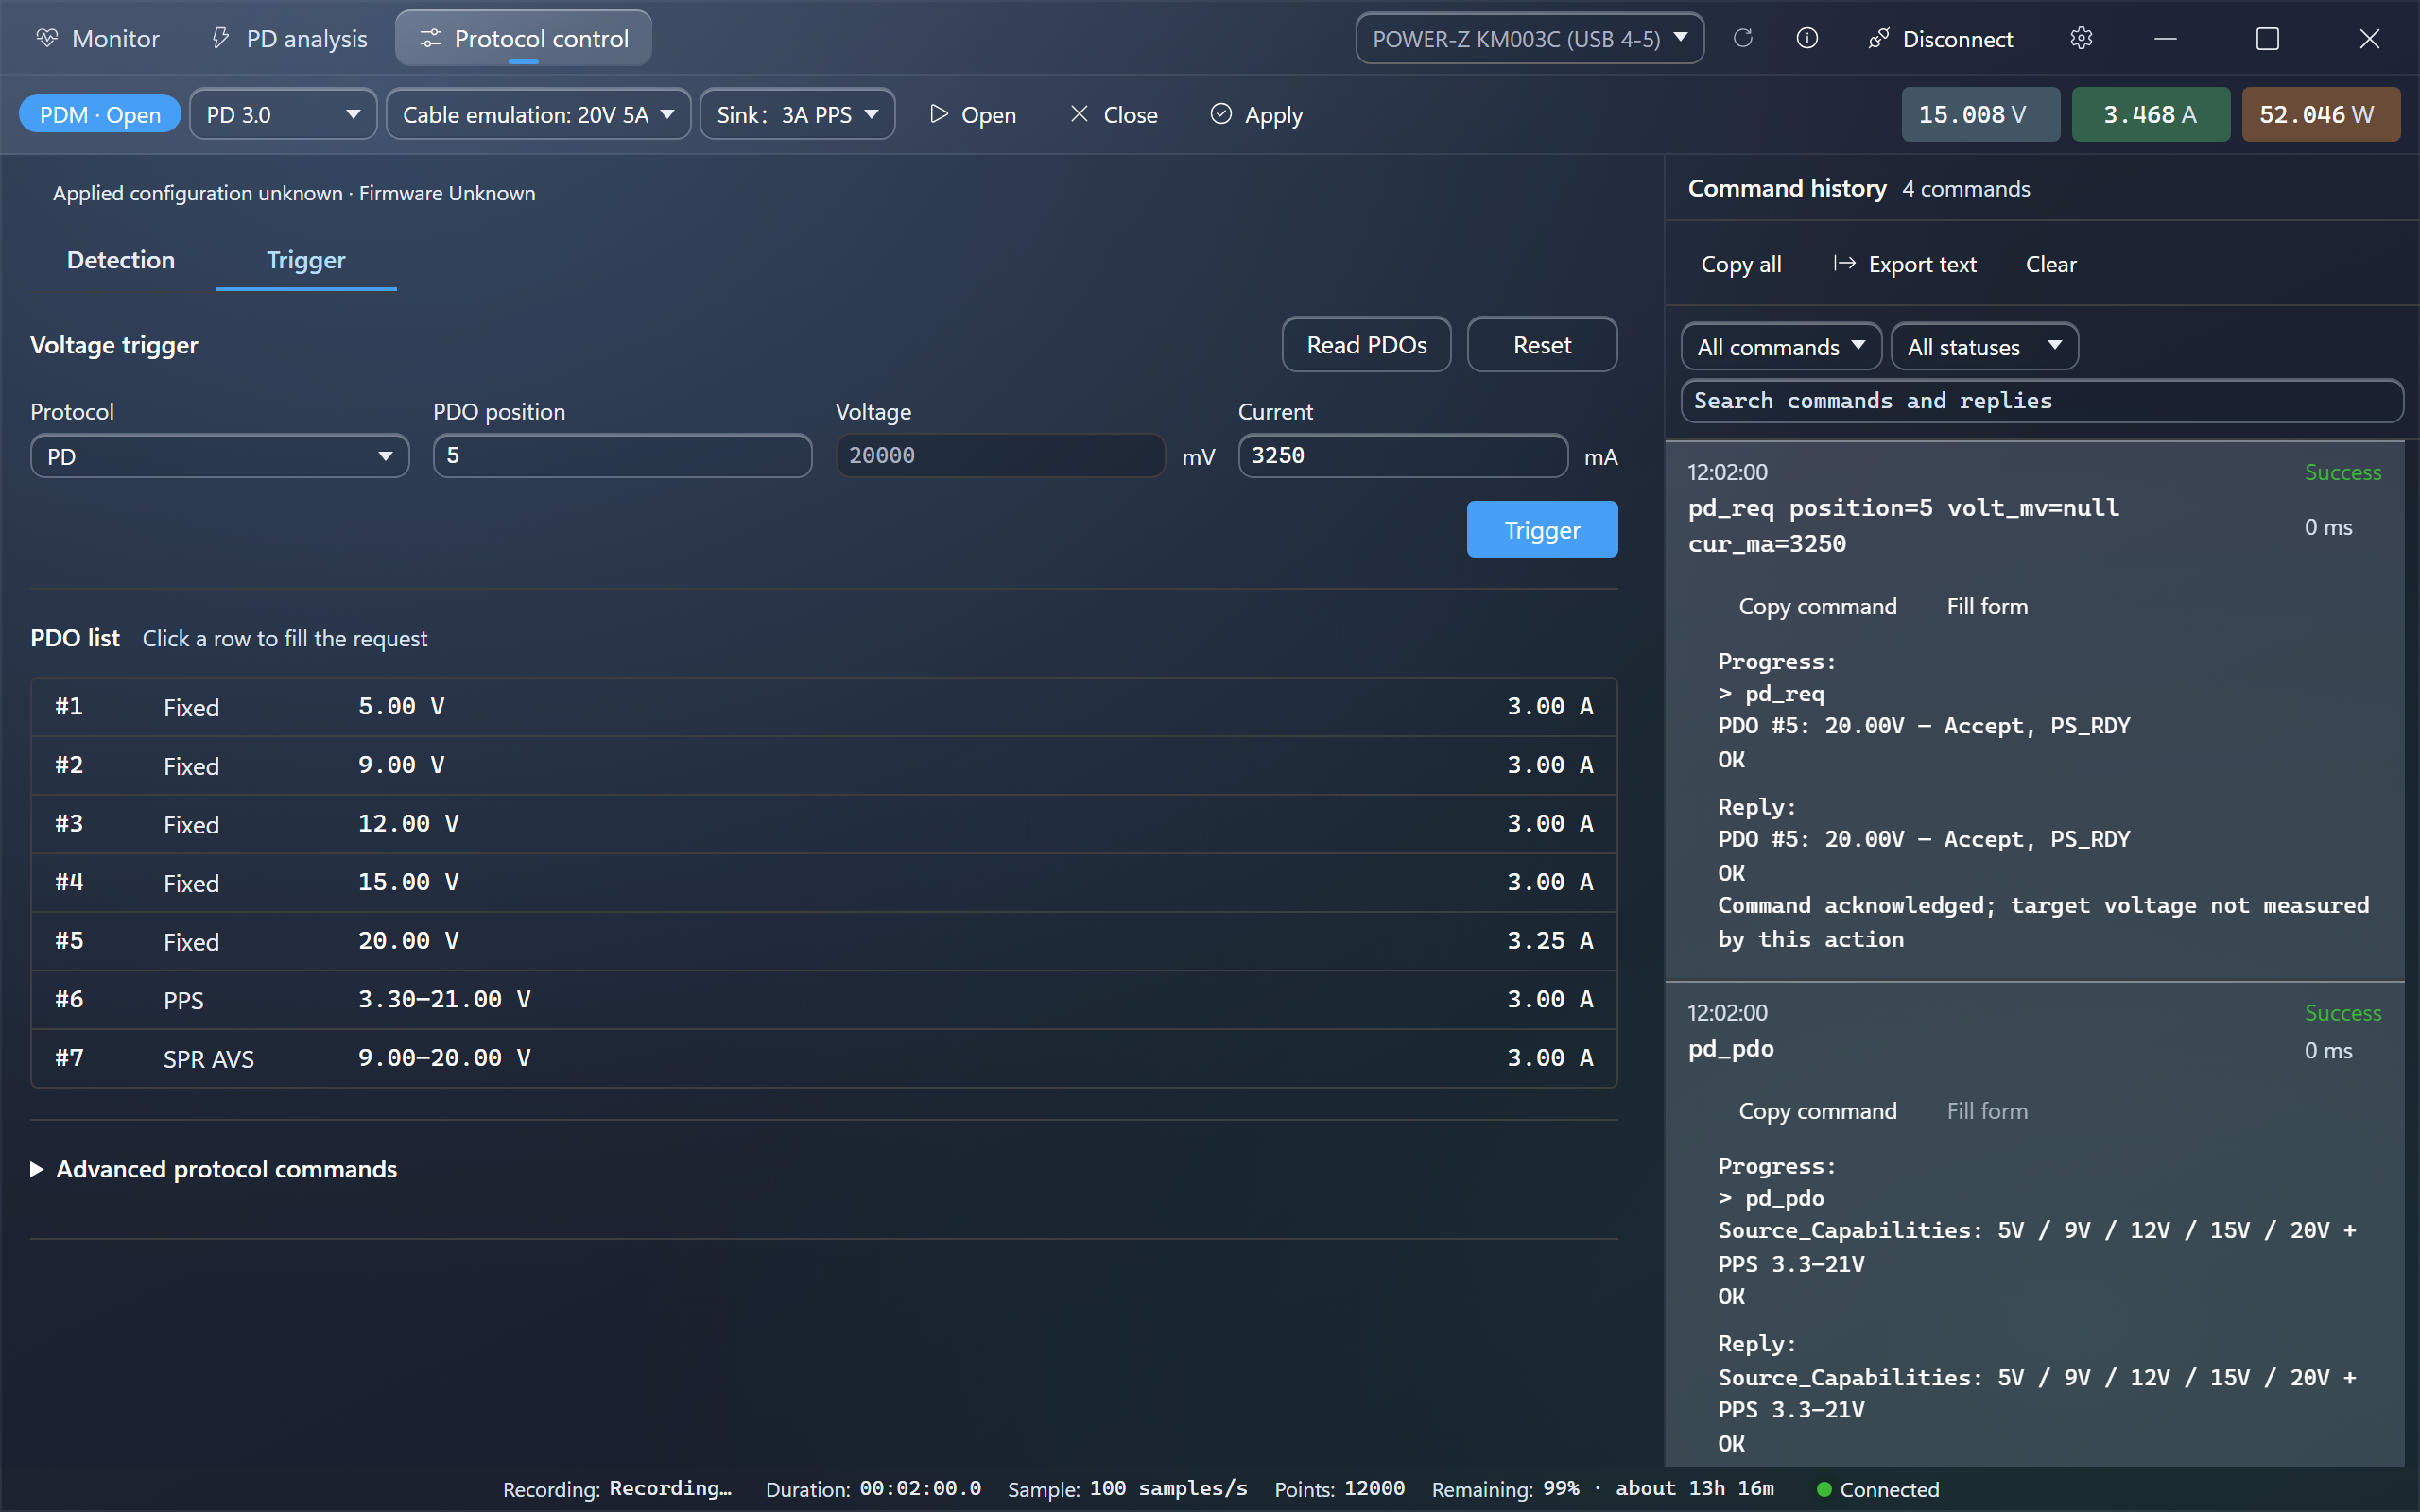 Monitor
PD analysis
Protocol control
POWER-Z KM003C (USB 4-5)
Disconnect
PDM · Open
PD 3.0
Cable emulation: 20V 5A
Sink: 3A PPS
Open
Close
Apply
15.008 V
3.468 A
52.046 W
Applied configuration unknown · Firmware Unknown
Detection
Trigger
Voltage trigger
Read PDOs
Reset
Protocol
PDO position
Voltage
Current
PD
5
20000 mV
3250 mA
Trigger
PDO list Click a row to fill the request
#1 Fixed 5.00 V 3.00 A
#2 Fixed 9.00 V 3.00 A
#3 Fixed 12.00 V 3.00 A
#4 Fixed 15.00 V 3.00 A
#5 Fixed 20.00 V 3.25 A
#6 PPS 3.30–21.00 V 3.00 A
#7 SPR AVS 9.00–20.00 V 3.00 A
Advanced protocol commands
Command history 4 commands
Copy all
Export text
Clear
All commands
All statuses
Search commands and replies
12:02:00 Success
pd_req position=5 volt_mv=null
cur_ma=3250
0 ms
Copy command
Fill form
Progress:
> pd_req
PDO #5: 20.00V — Accept, PS_RDY
OK
Reply:
PDO #5: 20.00V — Accept, PS_RDY
OK
Command acknowledged; target voltage not measured
by this action
12:02:00 Success
pd_pdo 0 ms
Copy command
Fill form
Progress:
> pd_pdo
Source_Capabilities: 5V / 9V / 12V / 15V / 20V +
PPS 3.3–21V
OK
Reply:
Source_Capabilities: 5V / 9V / 12V / 15V / 20V +
PPS 3.3–21V
OK
Recording: Recording… Duration: 00:02:00.0 Sample: 100 samples/s Points: 12000 Remaining: 99% · about 13h 16m Connected